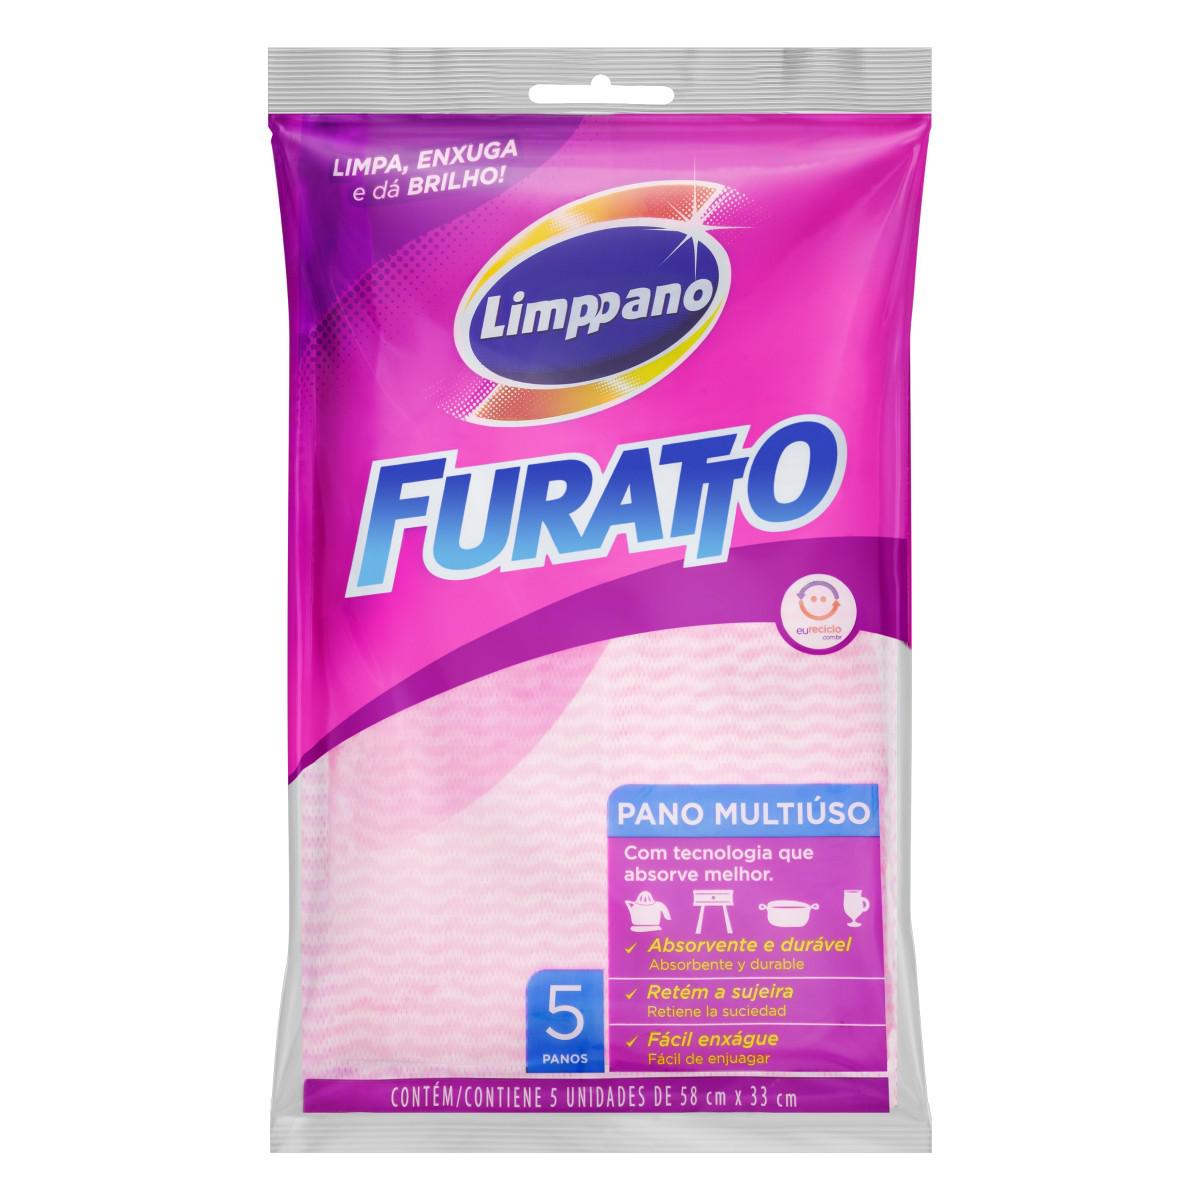 LIMPA, ENXUGA
e dá BRILHO!
Limppano
FURATTO
eureciclo
.com.br
PANO MULTIÚSO
Com tecnologia que
absorve melhor.
✓ Absorvente e durável
Absorbente y durable
✓ Retém a sujeira
Retiene la suciedad
✓ Fácil enxágue
Fácil de enjuagar
5
PANOS
CONTÉM/CONTIENE 5 UNIDADES DE 58 cm x 33 cm